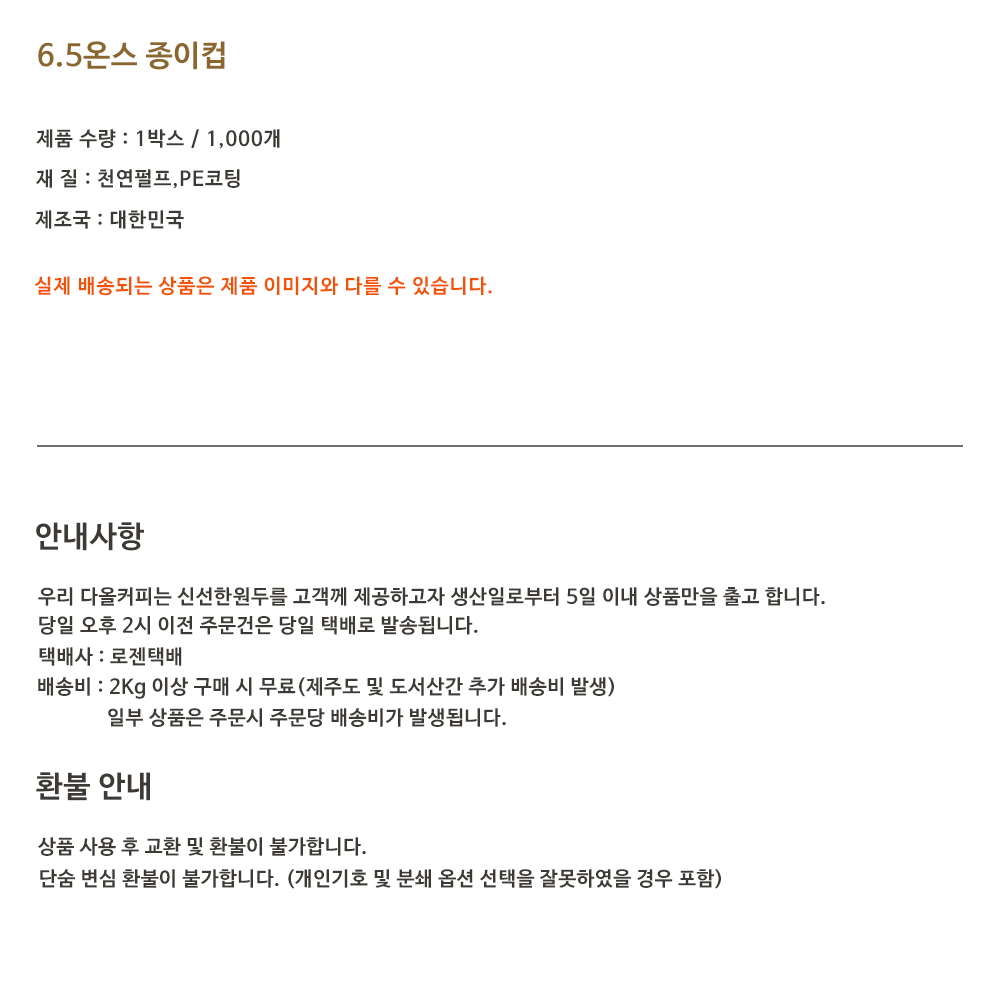 6.5온스 종이컵
제품 수량 : 1박스 / 1,000개
재 질 : 천연펄프,PE코팅
제조국 : 대한민국
실제 배송되는 상품은 제품 이미지와 다를 수 있습니다.
안내사항
우리 다올커피는 신선한원두를 고객께 제공하고자 생산일로부터 5일 이내 상품만을 출고 합니다.
당일 오후 2시 이전 주문건은 당일 택배로 발송됩니다.
택배사 : 로젠택배
배송비 : 2Kg 이상 구매 시 무료(제주도 및 도서산간 추가 배송비 발생)
일부 상품은 주문시 주문당 배송비가 발생됩니다.
환불 안내
상품 사용 후 교환 및 환불이 불가합니다.
단숨 변심 환불이 불가합니다. (개인기호 및 분쇄 옵션 선택을 잘못하였을 경우 포함)